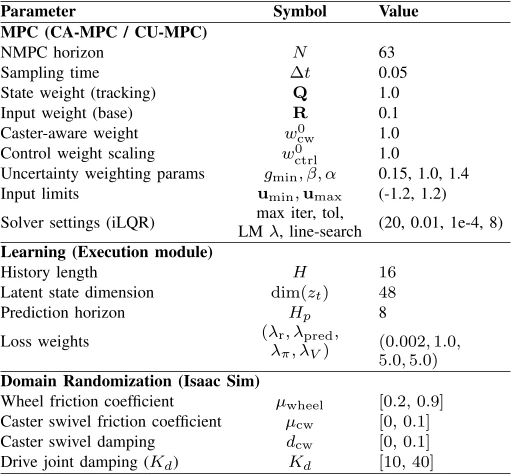 Parameter Symbol Value
MPC (CA-MPC / CU-MPC)
NMPC horizon N 63
Sampling time Δt 0.05
State weight (tracking) Q 1.0
Input weight (base) R 0.1
Caster-aware weight w⁰cw 1.0
Control weight scaling w⁰ctrl 1.0
Uncertainty weighting params gmin, β, α 0.15, 1.0, 1.4
Input limits umin, umax (-1.2, 1.2)
Solver settings (iLQR) max iter, tol, LM λ, line-search (20, 0.01, 1e-4, 8)
Learning (Execution module)
History length H 16
Latent state dimension dim(zt) 48
Prediction horizon Hp 8
Loss weights (λr, λpred, λπ, λV) (0.002, 1.0, 5.0, 5.0)
Domain Randomization (Isaac Sim)
Wheel friction coefficient μwheel [0.2, 0.9]
Caster swivel friction coefficient μcw [0, 0.1]
Caster swivel damping dcw [0, 0.1]
Drive joint damping (Kd) Kd [10, 40]